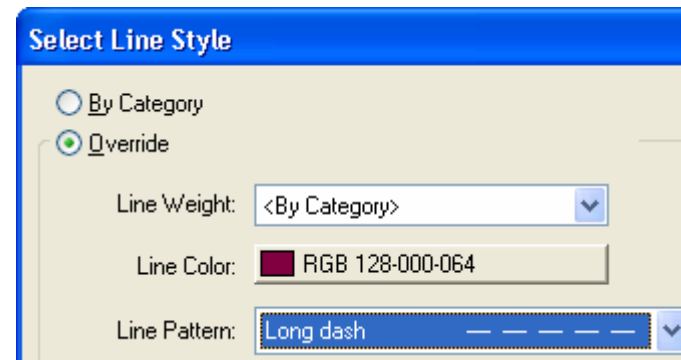 Select Line Style
By Category
Override
Line Weight: <By Category>
Line Color: RGB 128-000-064
Line Pattern: Long dash